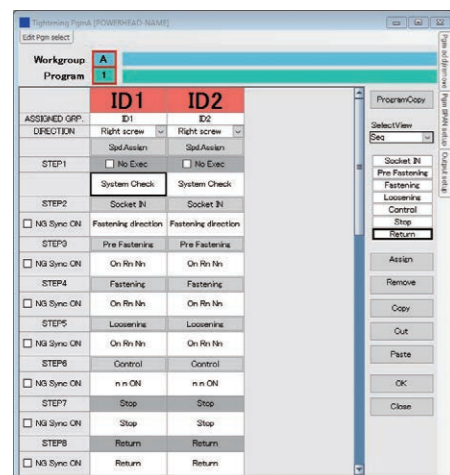 Tightening PgmA [POWERHEAD-NAME]
Edit Pgm select
Workgroup A
Program 1
ID1 ID2
ASSIGNED GRP. ID1 ID2
DIRECTION Right screw Right screw
Spd.Assign Spd.Assign
STEP1 No Exec No Exec
System Check System Check
STEP2 Socket IN Socket IN
NG Sync ON Fastening direction Fastening direction
STEP3 Pre Fastening Pre Fastening
NG Sync ON On Rn Nn On Rn Nn
STEP4 Fastening Fastening
NG Sync ON On Rn Nn On Rn Nn
STEP5 Loosening Loosening
NG Sync ON On Rn Nn On Rn Nn
STEP6 Control Control
NG Sync ON n n ON n n ON
STEP7 Stop Stop
NG Sync ON Stop Stop
STEP8 Return Return
NG Sync ON Return Return
ProgramCopy
SelectView
Seq
Socket IN
Pre Fastening
Fastening
Loosening
Control
Stop
Return
Assign
Remove
Copy
Cut
Paste
OK
Close
Pgm add/remove
Pgm SPAN setup
Output setup